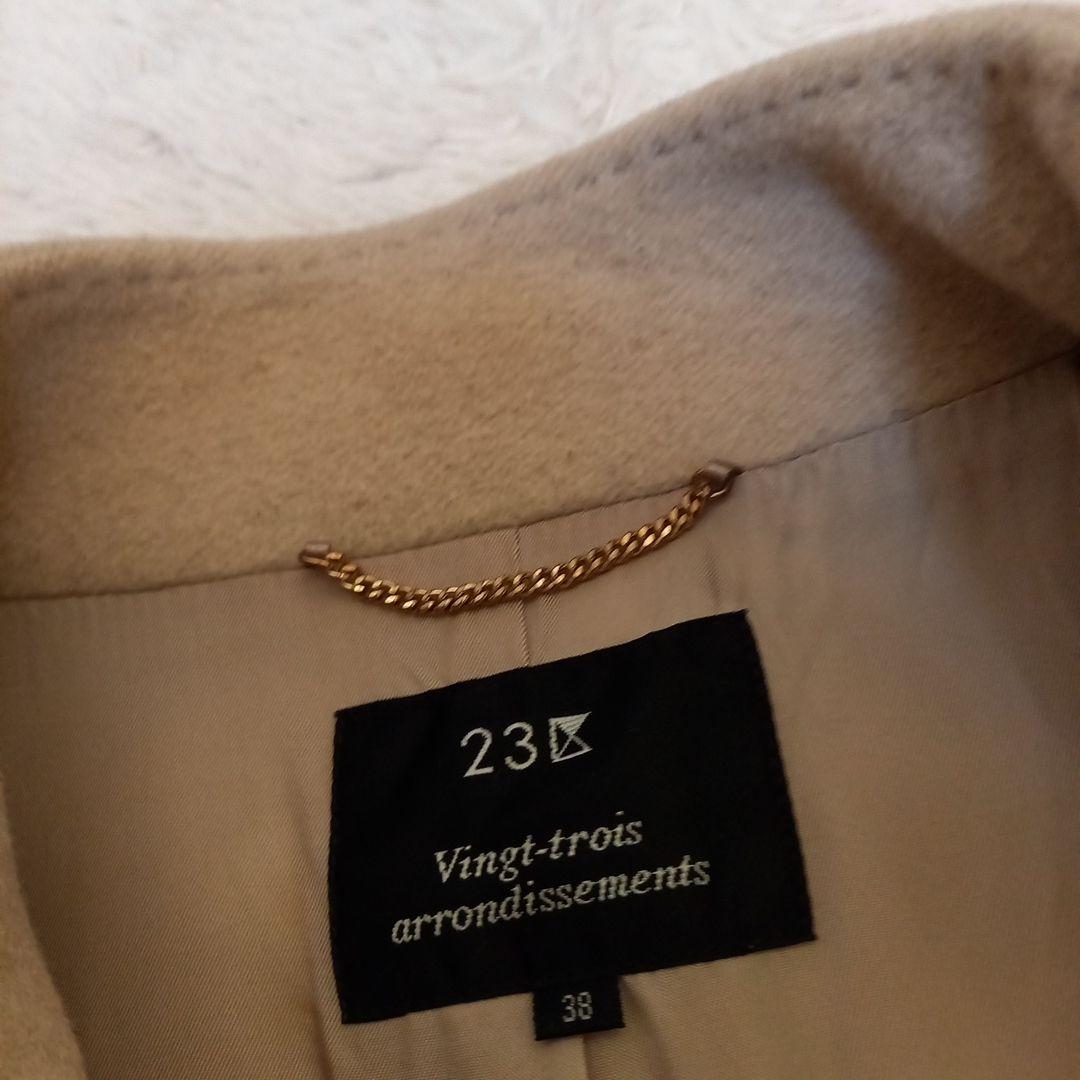 23区
Vingt-trois
arrondissements
38